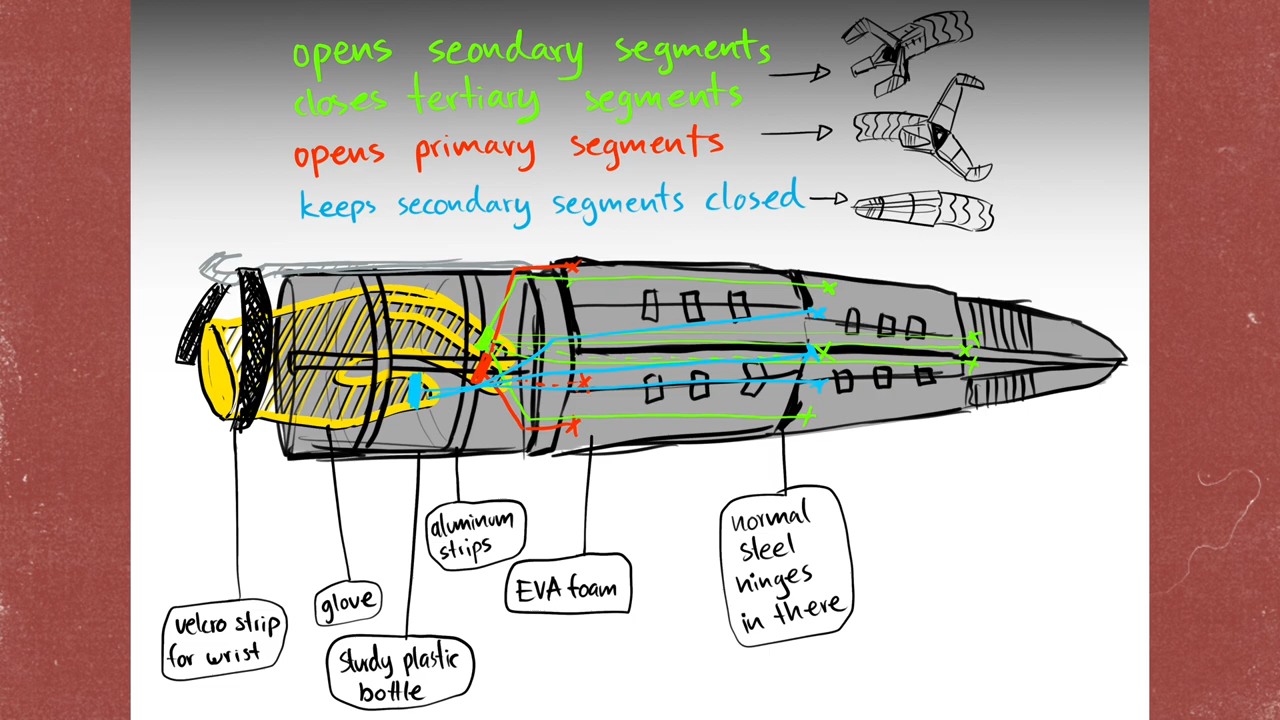 opens seondary segments
closes tertiary segments
opens primary segments
keeps secondary segments closed
aluminum
strips
normal
steel
hinges
in there
EVA foam
glove
velcro strip
for wrist
sturdy plastic
bottle